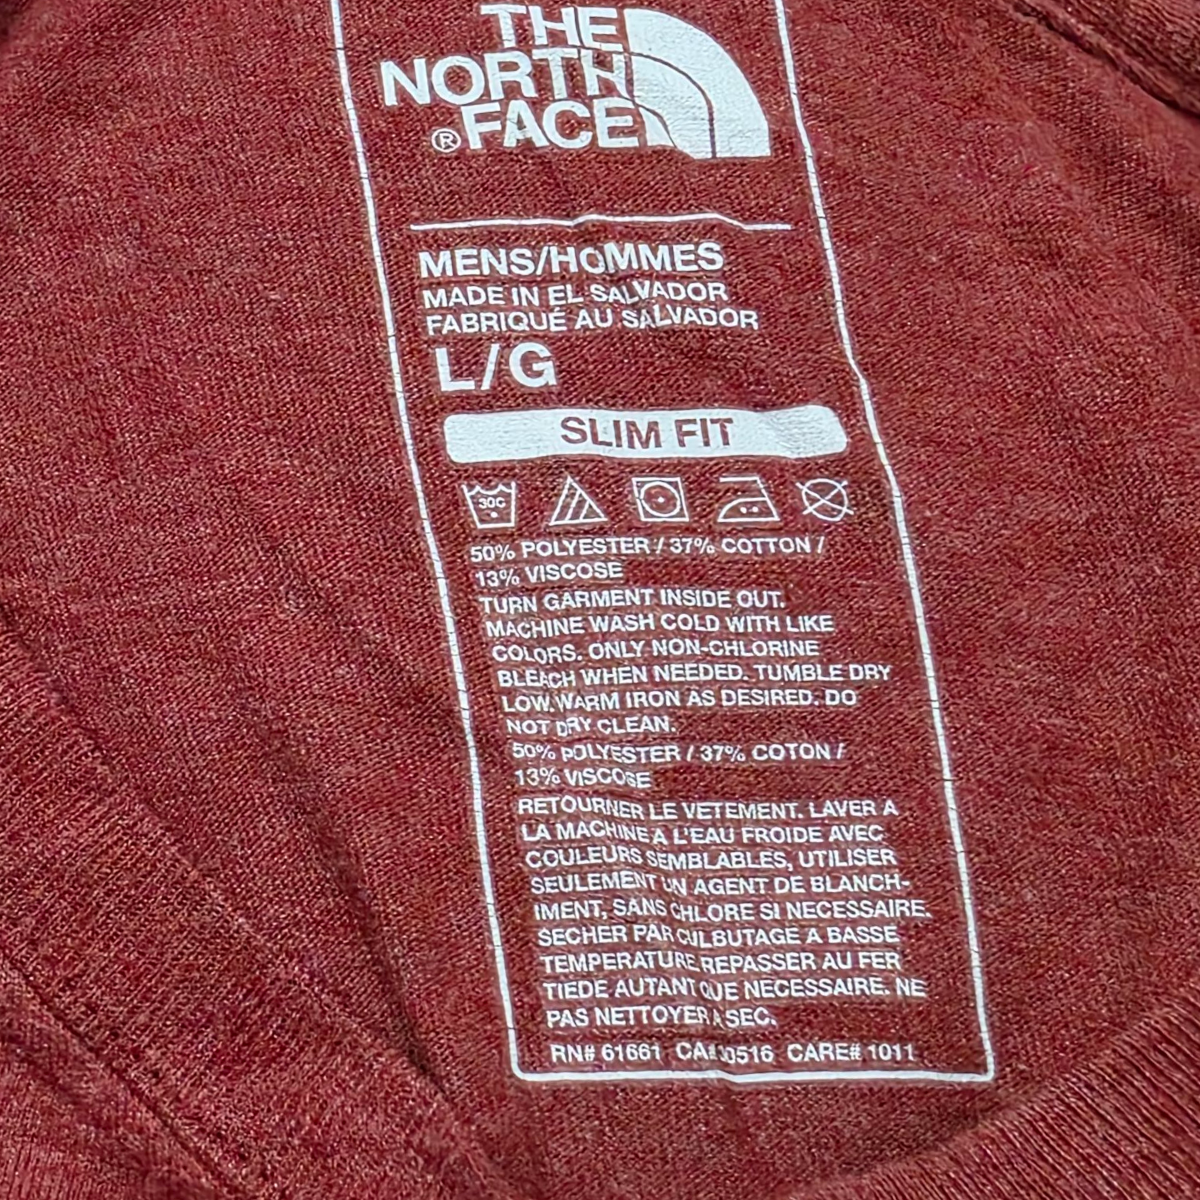 THE
NORTH
® FACE
MENS/HOMMES
MADE IN EL SALVADOR
FABRIQUÉ AU SALVADOR
L/G
SLIM FIT
30C
50% POLYESTER / 37% COTTON /
13% VISCOSE
TURN GARMENT INSIDE OUT.
MACHINE WASH COLD WITH LIKE
COLORS. ONLY NON-CHLORINE
BLEACH WHEN NEEDED. TUMBLE DRY
LOW. WARM IRON AS DESIRED. DO
NOT DRY CLEAN.
50% POLYESTER / 37% COTON /
13% VISCOSE
RETOURNER LE VETEMENT. LAVER A
LA MACHINE A L'EAU FROIDE AVEC
COULEURS SEMBLABLES, UTILISER
SEULEMENT UN AGENT DE BLANCH-
IMENT, SANS CHLORE SI NECESSAIRE.
SECHER PAR CULBUTAGE A BASSE
TEMPERATURE. REPASSER AU FER
TIEDE AUTANT QUE NECESSAIRE. NE
PAS NETTOYER A SEC.
RN# 61661 CARE# 1011